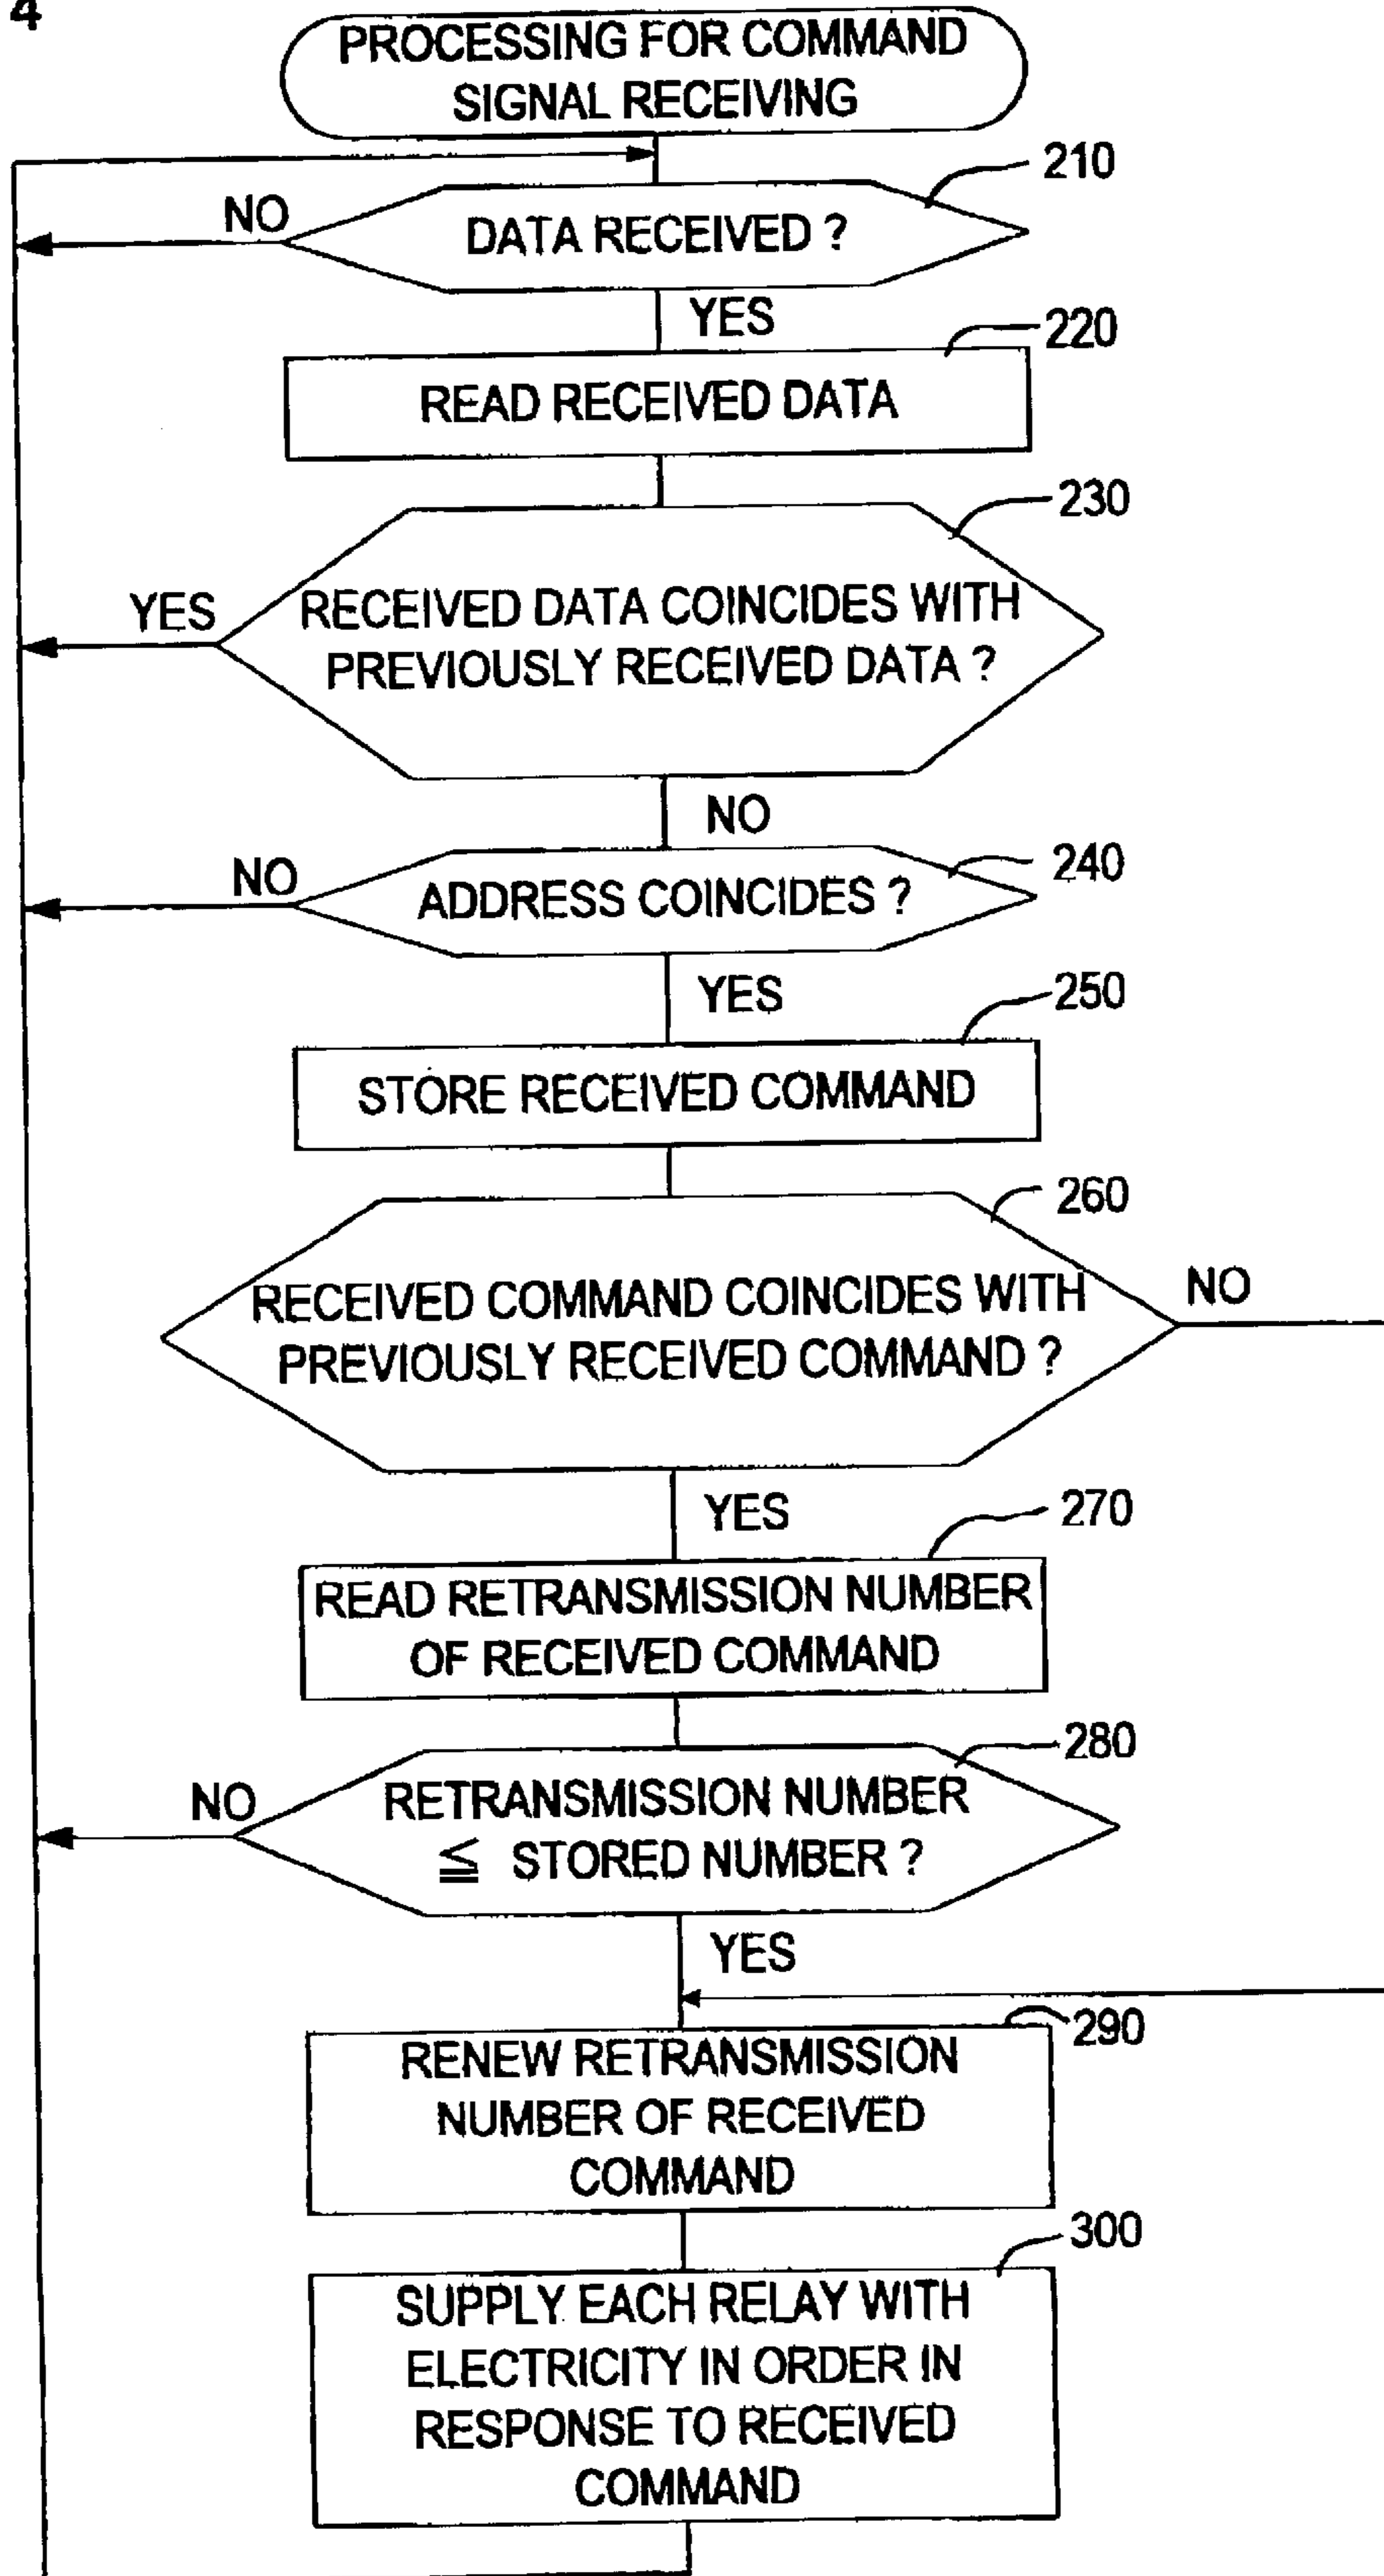 4
PROCESSING FOR COMMAND
SIGNAL RECEIVING
210
NO
DATA RECEIVED ?
YES
220
READ RECEIVED DATA
230
YES
RECEIVED DATA COINCIDES WITH
PREVIOUSLY RECEIVED DATA ?
NO
240
NO
ADDRESS COINCIDES ?
YES
250
STORE RECEIVED COMMAND
260
RECEIVED COMMAND COINCIDES WITH
PREVIOUSLY RECEIVED COMMAND ?
NO
YES
270
READ RETRANSMISSION NUMBER
OF RECEIVED COMMAND
280
NO
RETRANSMISSION NUMBER
≦ STORED NUMBER ?
YES
290
RENEW RETRANSMISSION
NUMBER OF RECEIVED
COMMAND
300
SUPPLY EACH RELAY WITH
ELECTRICITY IN ORDER IN
RESPONSE TO RECEIVED
COMMAND